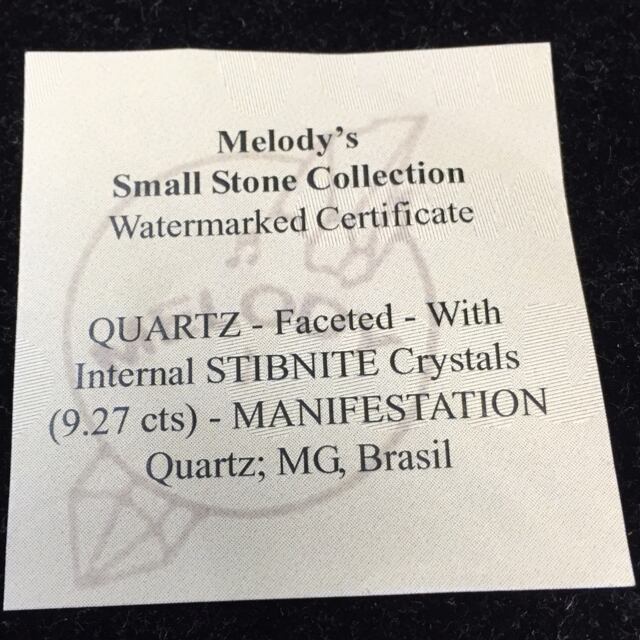 Melody's
Small Stone Collection
Watermarked Certificate
MELODY
QUARTZ - Faceted - With
Internal STIBNITE Crystals
(9.27 cts) - MANIFESTATION
Quartz; MG, Brasil